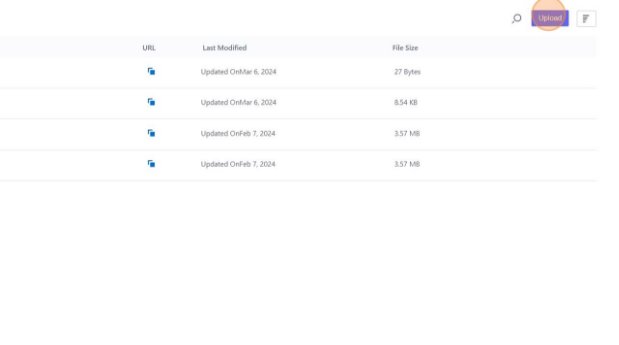 Upload
URL Last Modified File Size
Updated OnMar 6, 2024 27 Bytes
Updated OnMar 6, 2024 8.54 KB
Updated OnFeb 7, 2024 3.57 MB
Updated OnFeb 7, 2024 3.57 MB